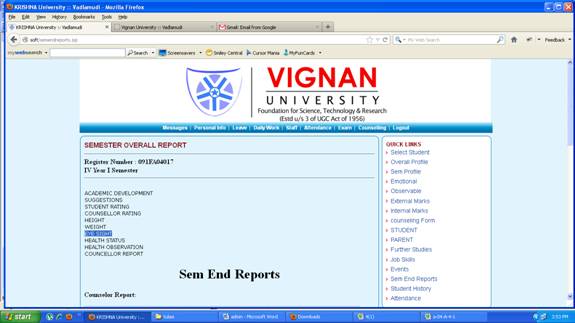 KRISHNA University :: Vadlamudi - Mozilla Firefox
File Edit View History Bookmarks Tools Help
KRISHNA University :: Vadlamudi
Vignan University :: Vadlamudi
Gmail: Email from Google
soft/semendreports.jsp
My Web Search
Feedback
mywebsearch
Search
Screensavers
Smiley Central
Cursor Mania
MyFunCards
VIGNAN
UNIVERSITY
Foundation for Science, Technology & Research
(Estd u/s 3 of UGC Act of 1956)
Messages | Personal Info | Leave | Daily Work | Staff | Attendance | Exam | Counselling | Logout
SEMESTER OVERALL REPORT
Register Number : 091FA04017
IV Year I Semester
ACADEMIC DEVELOPMENT
SUGGESTIONS
STUDENT RATING
COUNSELLOR RATING
HEIGHT
WEIGHT
EYE SIGHT
HEALTH STATUS
HEALTH OBSERVATION
COUNCELLOR REPORT
Sem End Reports
Counselor Report:
QUICK LINKS
Select Student
Overall Profile
Sem Profile
Emotional
Observable
External Marks
Internal Marks
counseling Form
STUDENT
PARENT
Further Studies
Job Skills
Events
Sem End Reports
Student History
Attendance
start
KRISHNA University :...
tulasi
admin - Microsoft Word
Downloads
4(1)
2:53 PM